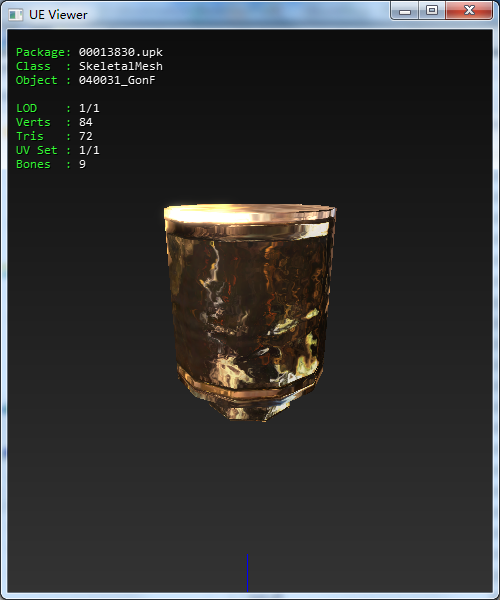 UE Viewer
Package: 00013830.upk
Class : SkeletalMesh
Object : 040031_GonF
LOD : 1/1
Verts : 84
Tris : 72
UV Set : 1/1
Bones : 9